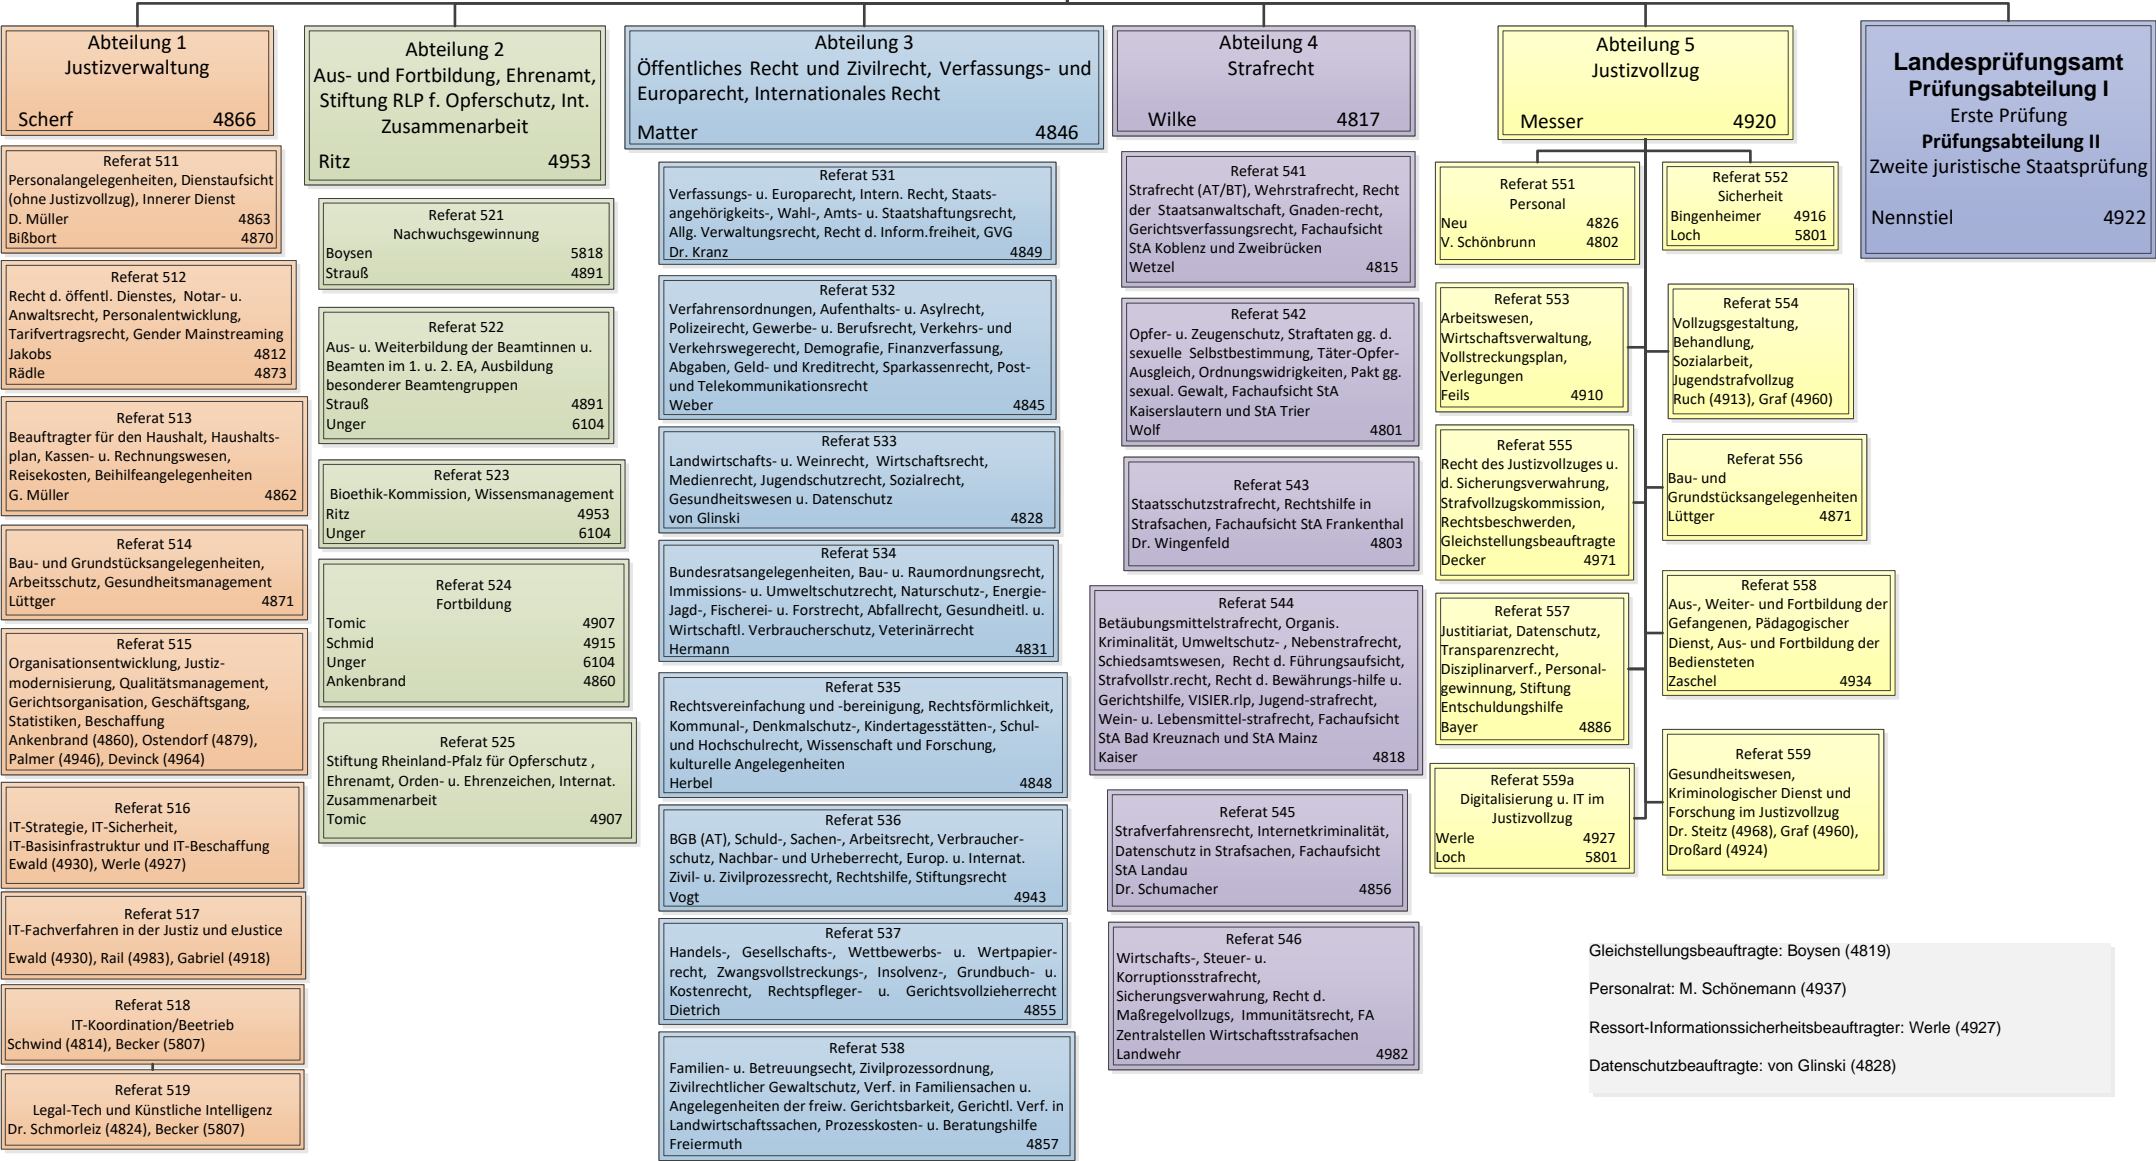 Abteilung 1
Justizverwaltung
Scherf 4866
Referat 511
Personalangelegenheiten, Dienstaufsicht
(ohne Justizvollzug), Innerer Dienst
D. Müller 4863
Bißbort 4870
Referat 512
Recht d. öffentl. Dienstes, Notar- u.
Anwaltsrecht, Personalentwicklung,
Tarifvertragsrecht, Gender Mainstreaming
Jakobs 4812
Rädle 4873
Referat 513
Beauftragter für den Haushalt, Haushalts-
plan, Kassen- u. Rechnungswesen,
Reisekosten, Beihilfeangelegenheiten
G. Müller 4862
Referat 514
Bau- und Grundstücksangelegenheiten,
Arbeitsschutz, Gesundheitsmanagement
Lüttger 4871
Referat 515
Organisationsentwicklung, Justiz-
modernisierung, Qualitätsmanagement,
Gerichtsorganisation, Geschäftsgang,
Statistiken, Beschaffung
Ankenbrand (4860), Ostendorf (4879),
Palmer (4946), Devinck (4964)
Referat 516
IT-Strategie, IT-Sicherheit,
IT-Basisinfrastruktur und IT-Beschaffung
Ewald (4930), Werle (4927)
Referat 517
IT-Fachverfahren in der Justiz und eJustice
Ewald (4930), Rail (4983), Gabriel (4918)
Referat 518
IT-Koordination/Beetrieb
Schwind (4814), Becker (5807)
Referat 519
Legal-Tech und Künstliche Intelligenz
Dr. Schmorleiz (4824), Becker (5807)
Abteilung 2
Aus- und Fortbildung, Ehrenamt,
Stiftung RLP f. Opferschutz, Int.
Zusammenarbeit
Ritz 4953
Referat 521
Nachwuchsgewinnung
Boysen 5818
Strauß 4891
Referat 522
Aus- u. Weiterbildung der Beamtinnen u.
Beamten im 1. u. 2. EA, Ausbildung
besonderer Beamtengruppen
Strauß 4891
Unger 6104
Referat 523
Bioethik-Kommission, Wissensmanagement
Ritz 4953
Unger 6104
Referat 524
Fortbildung
Tomic 4907
Schmid 4915
Unger 6104
Ankenbrand 4860
Referat 525
Stiftung Rheinland-Pfalz für Opferschutz ,
Ehrenamt, Orden- u. Ehrenzeichen, Internat.
Zusammenarbeit
Tomic 4907
Abteilung 3
Öffentliches Recht und Zivilrecht, Verfassungs- und
Europarecht, Internationales Recht
Matter 4846
Referat 531
Verfassungs- u. Europarecht, Intern. Recht, Staats-
angehörigkeits-, Wahl-, Amts- u. Staatshaftungsrecht,
Allg. Verwaltungsrecht, Recht d. Inform.freiheit, GVG
Dr. Kranz 4849
Referat 532
Verfahrensordnungen, Aufenthalts- u. Asylrecht,
Polizeirecht, Gewerbe- u. Berufsrecht, Verkehrs- und
Verkehrswegerecht, Demografie, Finanzverfassung,
Abgaben, Geld- und Kreditrecht, Sparkassenrecht, Post-
und Telekommunikationsrecht
Weber 4845
Referat 533
Landwirtschafts- u. Weinrecht, Wirtschaftsrecht,
Medienrecht, Jugendschutzrecht, Sozialrecht,
Gesundheitswesen u. Datenschutz
von Glinski 4828
Referat 534
Bundesratsangelegenheiten, Bau- u. Raumordnungsrecht,
Immissions- u. Umweltschutzrecht, Naturschutz-, Energie-
Jagd-, Fischerei- u. Forstrecht, Abfallrecht, Gesundheitl. u.
Wirtschaftl. Verbraucherschutz, Veterinärrecht
Hermann 4831
Referat 535
Rechtsvereinfachung und -bereinigung, Rechtsförmlichkeit,
Kommunal-, Denkmalschutz-, Kindertagesstätten-, Schul-
und Hochschulrecht, Wissenschaft und Forschung,
kulturelle Angelegenheiten
Herbel 4848
Referat 536
BGB (AT), Schuld-, Sachen-, Arbeitsrecht, Verbraucher-
schutz, Nachbar- und Urheberrecht, Europ. u. Internat.
Zivil- u. Zivilprozessrecht, Rechtshilfe, Stiftungsrecht
Vogt 4943
Referat 537
Handels-, Gesellschafts-, Wettbewerbs- u. Wertpapier-
recht, Zwangsvollstreckungs-, Insolvenz-, Grundbuch- u.
Kostenrecht, Rechtspfleger- u. Gerichtsvollzieherrecht
Dietrich 4855
Referat 538
Familien- u. Betreuungsecht, Zivilprozessordnung,
Zivilrechtlicher Gewaltschutz, Verf. in Familiensachen u.
Angelegenheiten der freiw. Gerichtsbarkeit, Gerichtl. Verf. in
Landwirtschaftssachen, Prozesskosten- u. Beratungshilfe
Freiermuth 4857
Abteilung 4
Strafrecht
Wilke 4817
Referat 541
Strafrecht (AT/BT), Wehrstrafrecht, Recht
der Staatsanwaltschaft, Gnaden-recht,
Gerichtsverfassungsrecht, Fachaufsicht
StA Koblenz und Zweibrücken
Wetzel 4815
Referat 542
Opfer- u. Zeugenschutz, Straftaten gg. d.
sexuelle Selbstbestimmung, Täter-Opfer-
Ausgleich, Ordnungswidrigkeiten, Pakt gg.
sexual. Gewalt, Fachaufsicht StA
Kaiserslautern und StA Trier
Wolf 4801
Referat 543
Staatsschutzstrafrecht, Rechtshilfe in
Strafsachen, Fachaufsicht StA Frankenthal
Dr. Wingenfeld 4803
Referat 544
Betäubungsmittelstrafrecht, Organis.
Kriminalität, Umweltschutz- , Nebenstrafrecht,
Schiedsamtswesen, Recht d. Führungsaufsicht,
Strafvollstr.recht, Recht d. Bewährungs-hilfe u.
Gerichtshilfe, VISIER.rlp, Jugend-strafrecht,
Wein- u. Lebensmittel-strafrecht, Fachaufsicht
StA Bad Kreuznach und StA Mainz
Kaiser 4818
Referat 545
Strafverfahrensrecht, Internetkriminalität,
Datenschutz in Strafsachen, Fachaufsicht
StA Landau
Dr. Schumacher 4856
Referat 546
Wirtschafts-, Steuer- u.
Korruptionsstrafrecht,
Sicherungsverwahrung, Recht d.
Maßregelvollzugs, Immunitätsrecht, FA
Zentralstellen Wirtschaftsstrafsachen
Landwehr 4982
Abteilung 5
Justizvollzug
Messer 4920
Referat 551
Personal
Neu 4826
V. Schönbrunn 4802
Referat 552
Sicherheit
Bingenheimer 4916
Loch 5801
Referat 553
Arbeitswesen,
Wirtschaftsverwaltung,
Vollstreckungsplan,
Verlegungen
Feils 4910
Referat 554
Vollzugsgestaltung,
Behandlung,
Sozialarbeit,
Jugendstrafvollzug
Ruch (4913), Graf (4960)
Referat 555
Recht des Justizvollzuges u.
d. Sicherungsverwahrung,
Strafvollzugskommission,
Rechtsbeschwerden,
Gleichstellungsbeauftragte
Decker 4971
Referat 556
Bau- und
Grundstücksangelegenheiten
Lüttger 4871
Referat 557
Justitiariat, Datenschutz,
Transparenzrecht,
Disziplinarverf., Personal-
gewinnung, Stiftung
Entschuldungshilfe
Bayer 4886
Referat 558
Aus-, Weiter- und Fortbildung der
Gefangenen, Pädagogischer
Dienst, Aus- und Fortbildung der
Bediensteten
Zaschel 4934
Referat 559a
Digitalisierung u. IT im
Justizvollzug
Werle 4927
Loch 5801
Referat 559
Gesundheitswesen,
Kriminologischer Dienst und
Forschung im Justizvollzug
Dr. Steitz (4968), Graf (4960),
Droßard (4924)
Landesprüfungsamt
Prüfungsabteilung I
Erste Prüfung
Prüfungsabteilung II
Zweite juristische Staatsprüfung
Nennstiel 4922
Gleichstellungsbeauftragte: Boysen (4819)
Personalrat: M. Schönemann (4937)
Ressort-Informationssicherheitsbeauftragter: Werle (4927)
Datenschutzbeauftragte: von Glinski (4828)